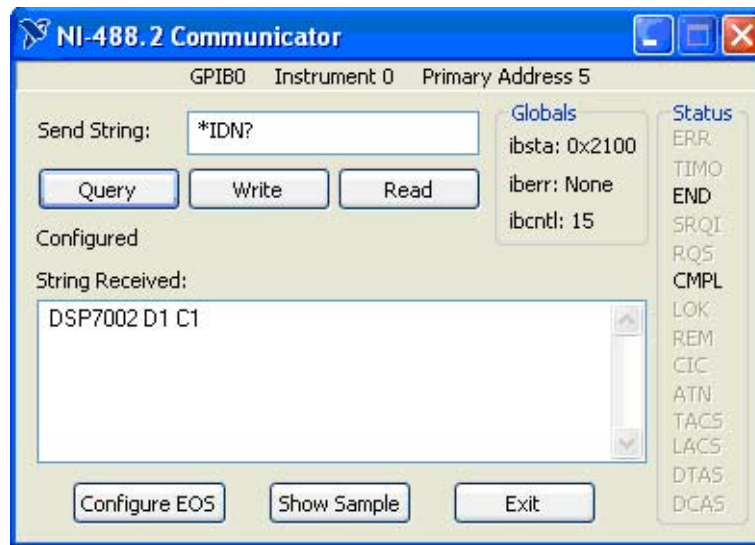 NI-488.2 Communicator
GPIB0 Instrument 0 Primary Address 5
Send String:
*IDN?
Query
Write
Read
Configured
Globals
ibsta: 0x2100
iberr: None
ibcntl: 15
Status
ERR
TIMO
END
SRQI
RQS
CMPL
LOK
REM
CIC
ATN
TACS
LACS
DTAS
DCAS
String Received:
DSP7002 D1 C1
Configure EOS
Show Sample
Exit